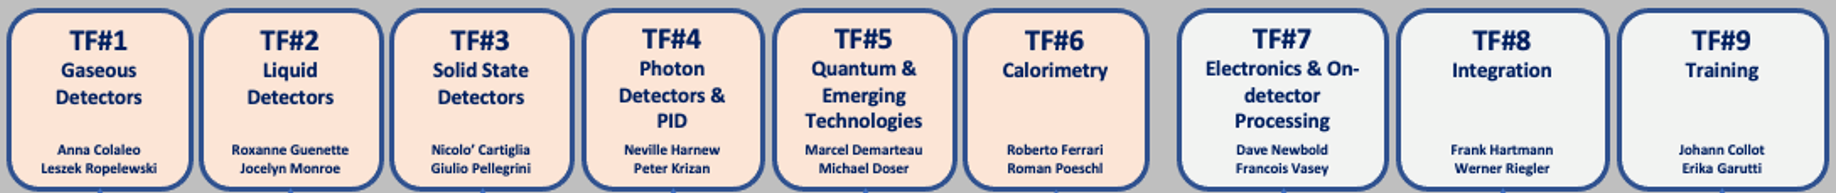 TF#1
Gaseous
Detectors
Anna Colaleo
Leszek Ropelewski
TF#2
Liquid
Detectors
Roxanne Guenette
Jocelyn Monroe
TF#3
Solid State
Detectors
Nicolo' Cartiglia
Giulio Pellegrini
TF#4
Photon
Detectors &
PID
Neville Harnew
Peter Krizan
TF#5
Quantum &
Emerging
Technologies
Marcel Demarteau
Michael Doser
TF#6
Calorimetry
Roberto Ferrari
Roman Poeschl
TF#7
Electronics & On-
detector
Processing
Dave Newbold
Francois Vasey
TF#8
Integration
Frank Hartmann
Werner Riegler
TF#9
Training
Johann Collot
Erika Garutti